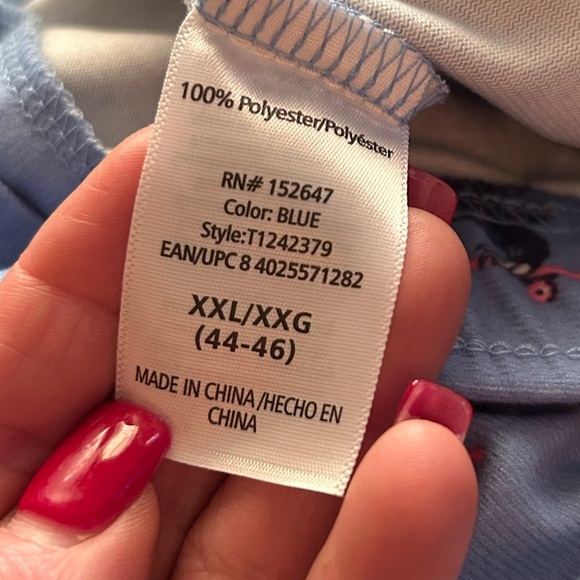 100% Polyester/Polyéster
RN# 152647
Color: BLUE
Style:T1242379
EAN/UPC 8 4025571282
XXL/XXG
(44-46)
MADE IN CHINA /HECHO EN
CHINA